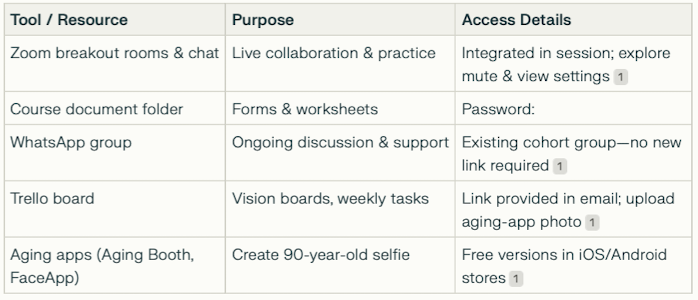 Tool / Resource Purpose Access Details
Zoom breakout rooms & chat Live collaboration & practice Integrated in session; explore
mute & view settings 1
Course document folder Forms & worksheets Password:
WhatsApp group Ongoing discussion & support Existing cohort group—no new
link required 1
Trello board Vision boards, weekly tasks Link provided in email; upload
aging-app photo 1
Aging apps (Aging Booth, Create 90-year-old selfie Free versions in iOS/Android
FaceApp) stores 1